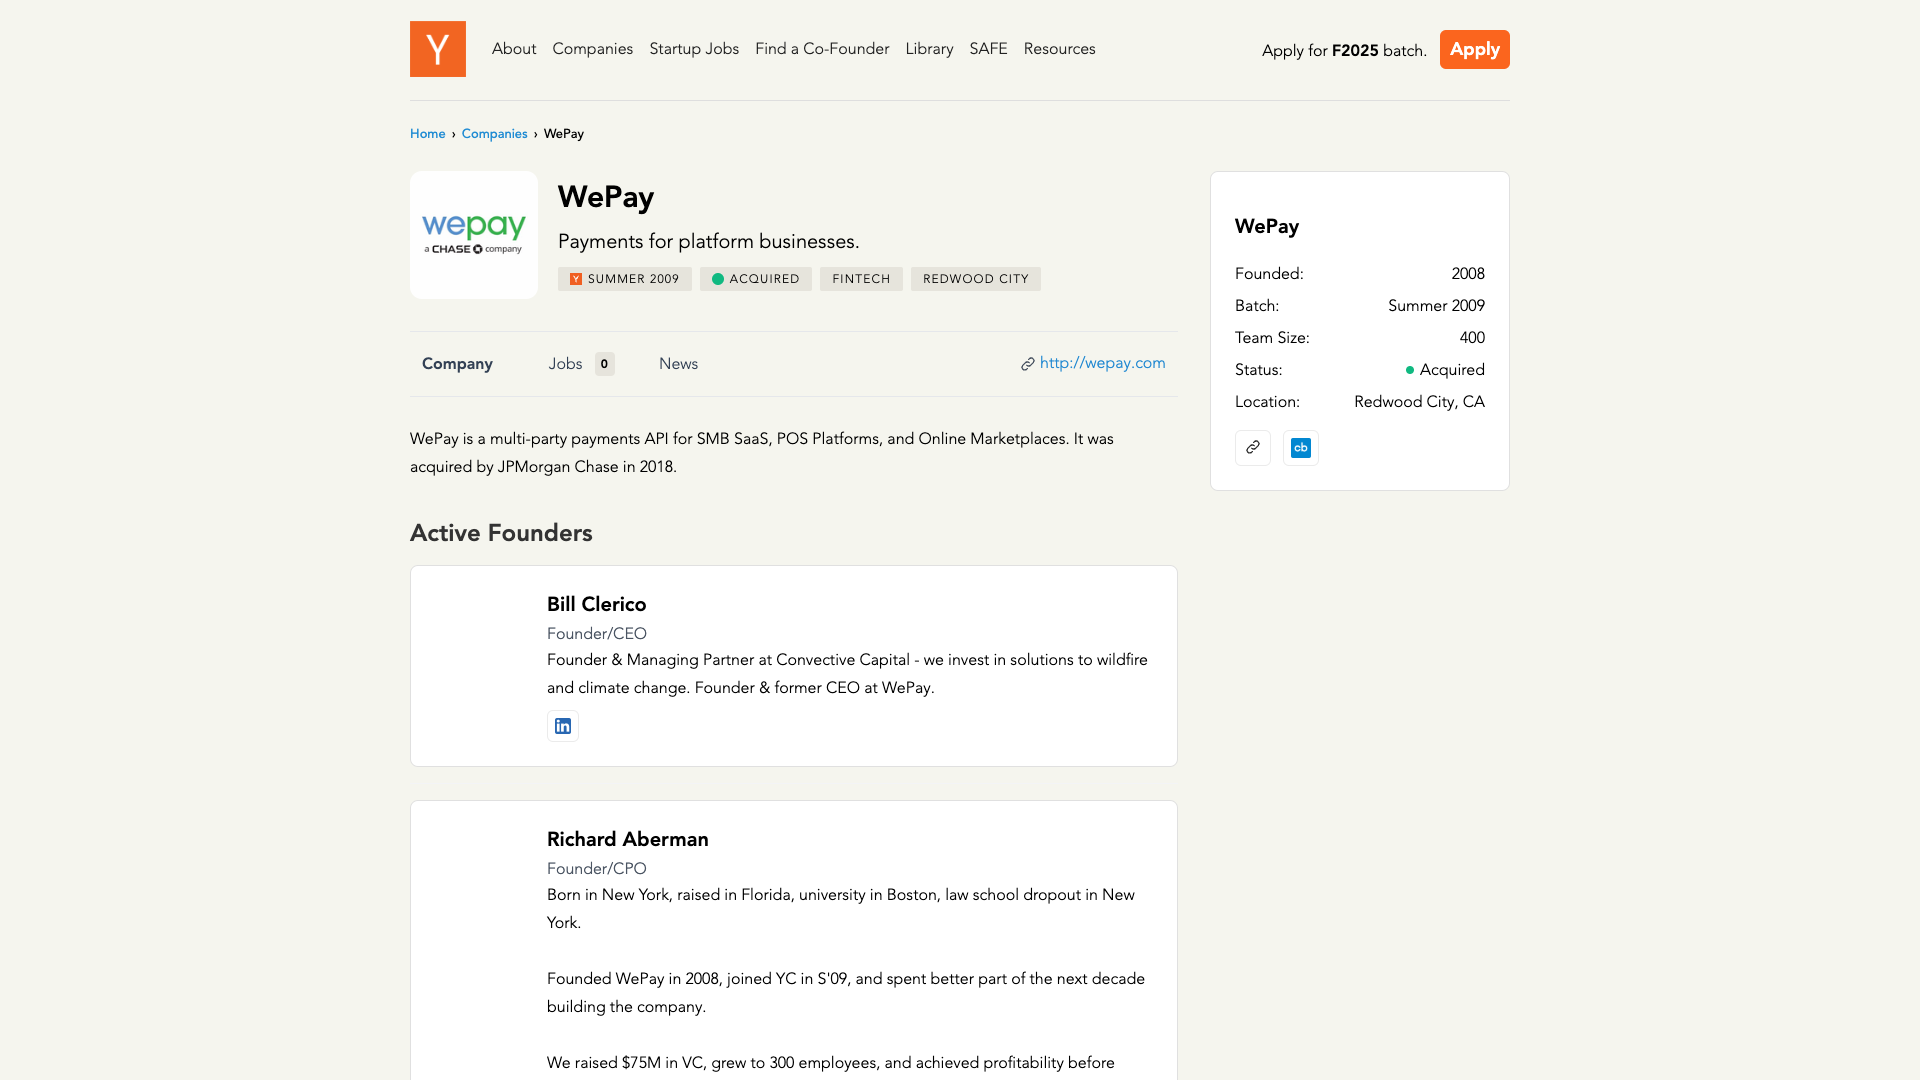 Y
About Companies Startup Jobs Find a Co-Founder Library SAFE Resources
Apply for F2025 batch. Apply
Home › Companies › WePay
wepay
a CHASE company
WePay
Payments for platform businesses.
Y SUMMER 2009 ACQUIRED FINTECH REDWOOD CITY
Company Jobs 0 News http://wepay.com
WePay is a multi-party payments API for SMB SaaS, POS Platforms, and Online Marketplaces. It was
acquired by JPMorgan Chase in 2018.
Active Founders
Bill Clerico
Founder/CEO
Founder & Managing Partner at Convective Capital - we invest in solutions to wildfire
and climate change. Founder & former CEO at WePay.
in
Richard Aberman
Founder/CPO
Born in New York, raised in Florida, university in Boston, law school dropout in New
York.
Founded WePay in 2008, joined YC in S'09, and spent better part of the next decade
building the company.
We raised $75M in VC, grew to 300 employees, and achieved profitability before
WePay
Founded: 2008
Batch: Summer 2009
Team Size: 400
Status: Acquired
Location: Redwood City, CA
cb